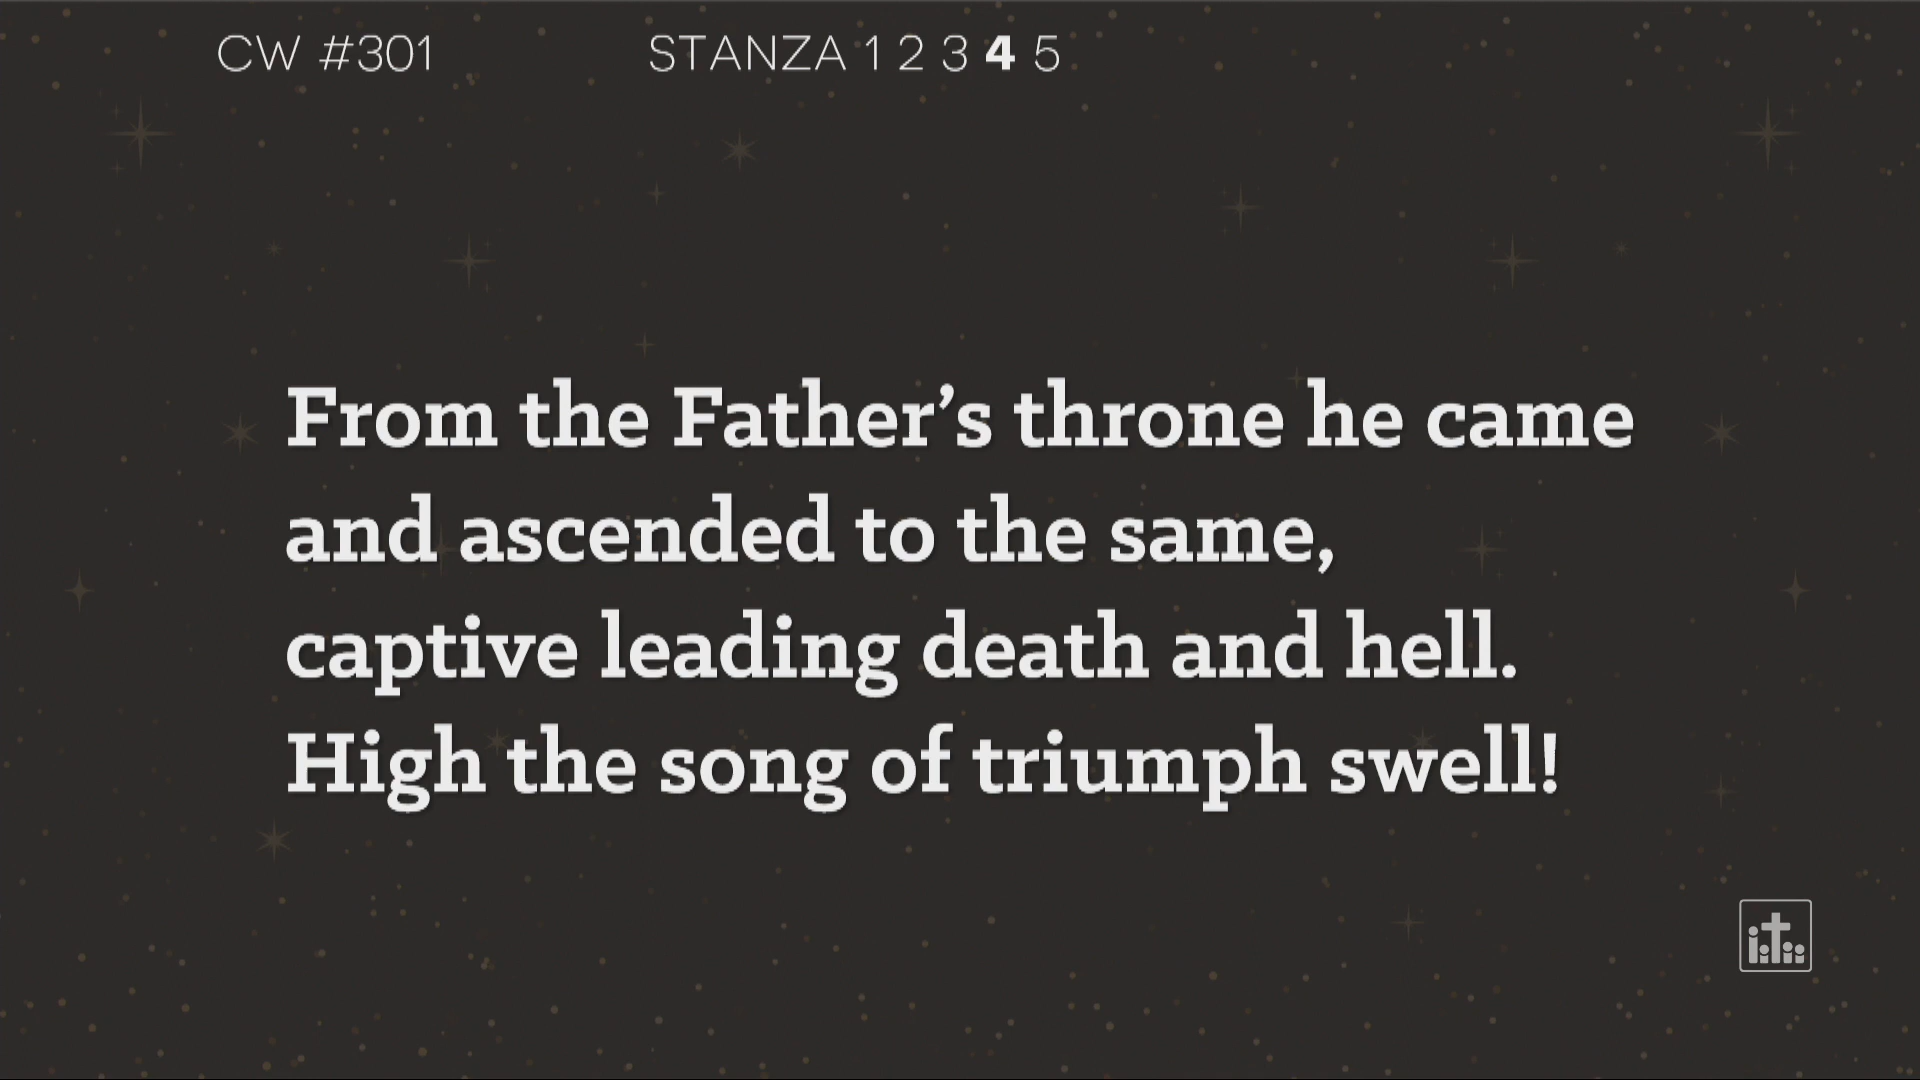 CW #301 STANZA 1 2 3 4 5
From the Father’s throne he came
and ascended to the same,
captive leading death and hell.
High the song of triumph swell!